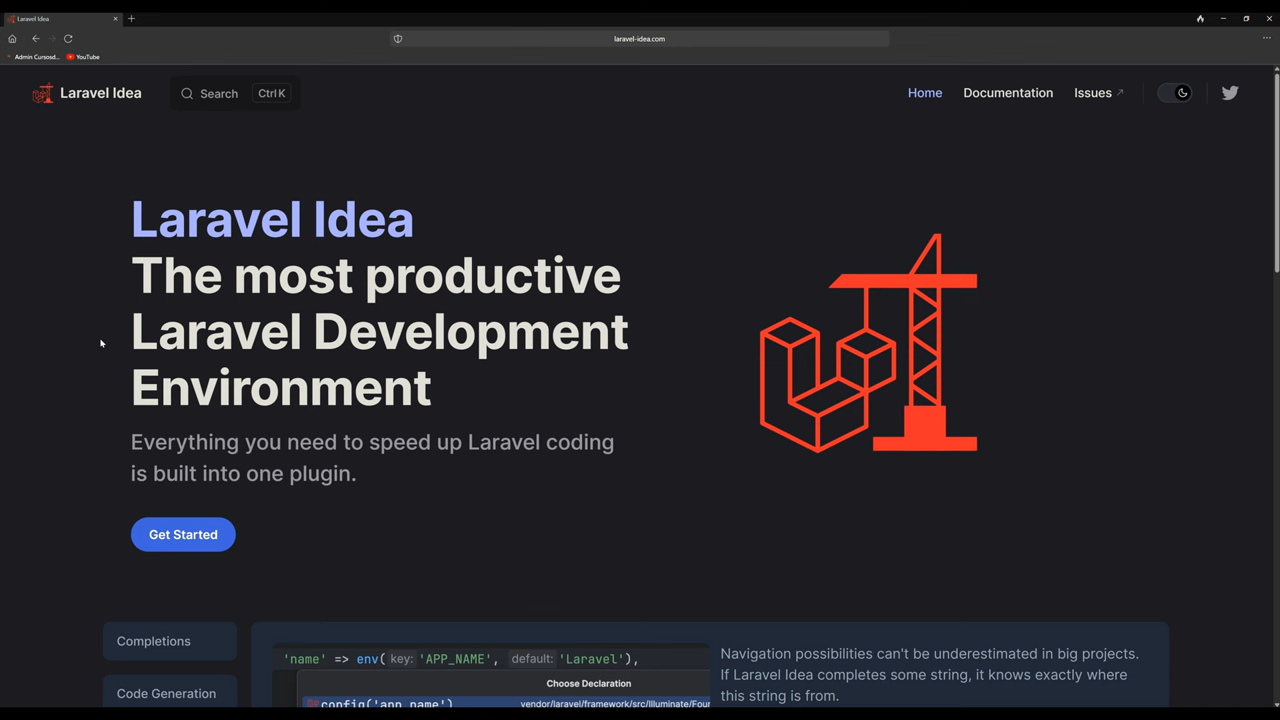 Laravel Idea
laravel-idea.com
Admin Cursosd...
YouTube
Laravel Idea
Search
Ctrl K
Home
Documentation
Issues
Laravel Idea
The most productive
Laravel Development
Environment
Everything you need to speed up Laravel coding
is built into one plugin.
Get Started
Completions
Code Generation
'name' => env( key: 'APP_NAME', default: 'Laravel'),
Choose Declaration
config('app.name') vendor/laravel/framework/src/Illuminate/Four
Navigation possibilities can't be underestimated in big projects.
If Laravel Idea completes some string, it knows exactly where
this string is from.